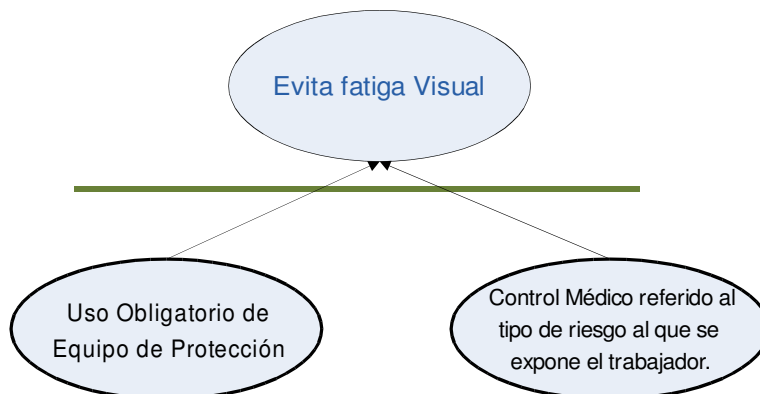 Evita fatiga Visual
Uso Obligatorio de
Equipo de Protección
Control Médico referido al
tipo de riesgo al que se
expone el trabajador.